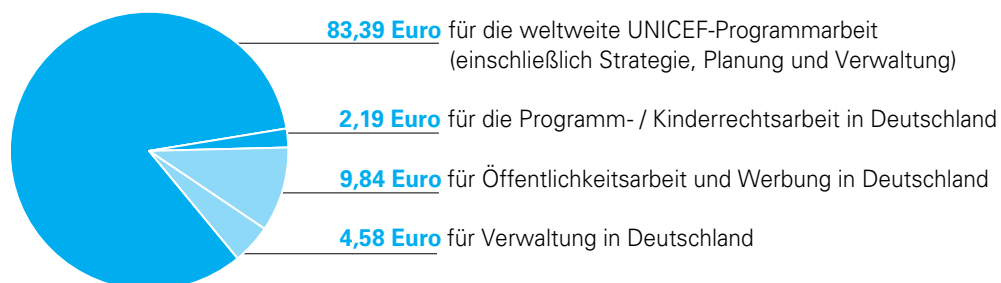 83,39 Euro für die weltweite UNICEF-Programmarbeit
(einschließlich Strategie, Planung und Verwaltung)
2,19 Euro für die Programm- / Kinderrechtsarbeit in Deutschland
9,84 Euro für Öffentlichkeitsarbeit und Werbung in Deutschland
4,58 Euro für Verwaltung in Deutschland